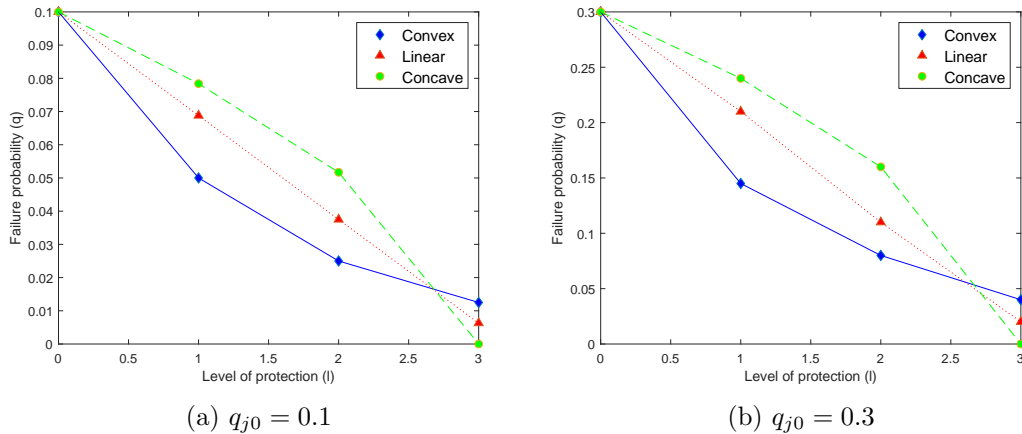 0.1
0.09
0.08
0.07
0.06
0.05
0.04
0.03
0.02
0.01
0
Failure probability (q)
0 0.5 1 1.5 2 2.5 3
Level of protection (l)
Convex
Linear
Concave
(a) q_{j0} = 0.1
0.3
0.25
0.2
0.15
0.1
0.05
0
Failure probability (q)
0 0.5 1 1.5 2 2.5 3
Level of protection (l)
Convex
Linear
Concave
(b) q_{j0} = 0.3